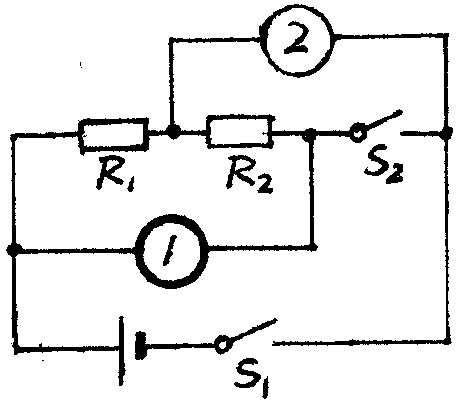 2
R₁ R₂ S₂
1
S₁